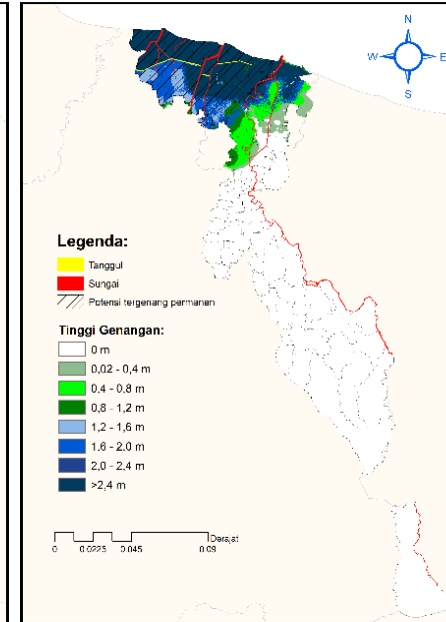 N
W E
S
Legenda:
Tanggul
Sungai
Potensi tergenang permanen
Tinggi Genangan:
0 m
0,02 - 0,4 m
0,4 - 0,8 m
0,8 - 1,2 m
1,2 - 1,6 m
1,6 - 2,0 m
2,0 - 2,4 m
>2,4 m
Derajat
0 0.0225 0.045 0.09